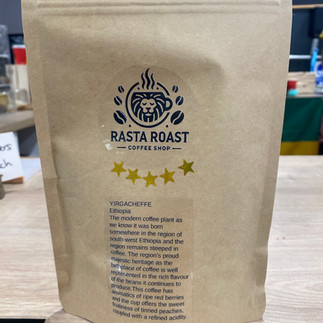 RASTA ROAST
COFFEE SHOP
YIRGACHEFFE
Ethiopia
The modern coffee plant as
we know it was born
somewhere in the region of
south-west Ethiopia and the
region remains steeped in
coffee. The region's proud
majestic heritage as the
birthplace of coffee is well
represented in the rich flavour
of the beans it continues to
produce. This coffee has
aromatics of ripe red berries
and the cup offers the sweet
fruitiness of tinned peaches,
coupled with a refined acidity